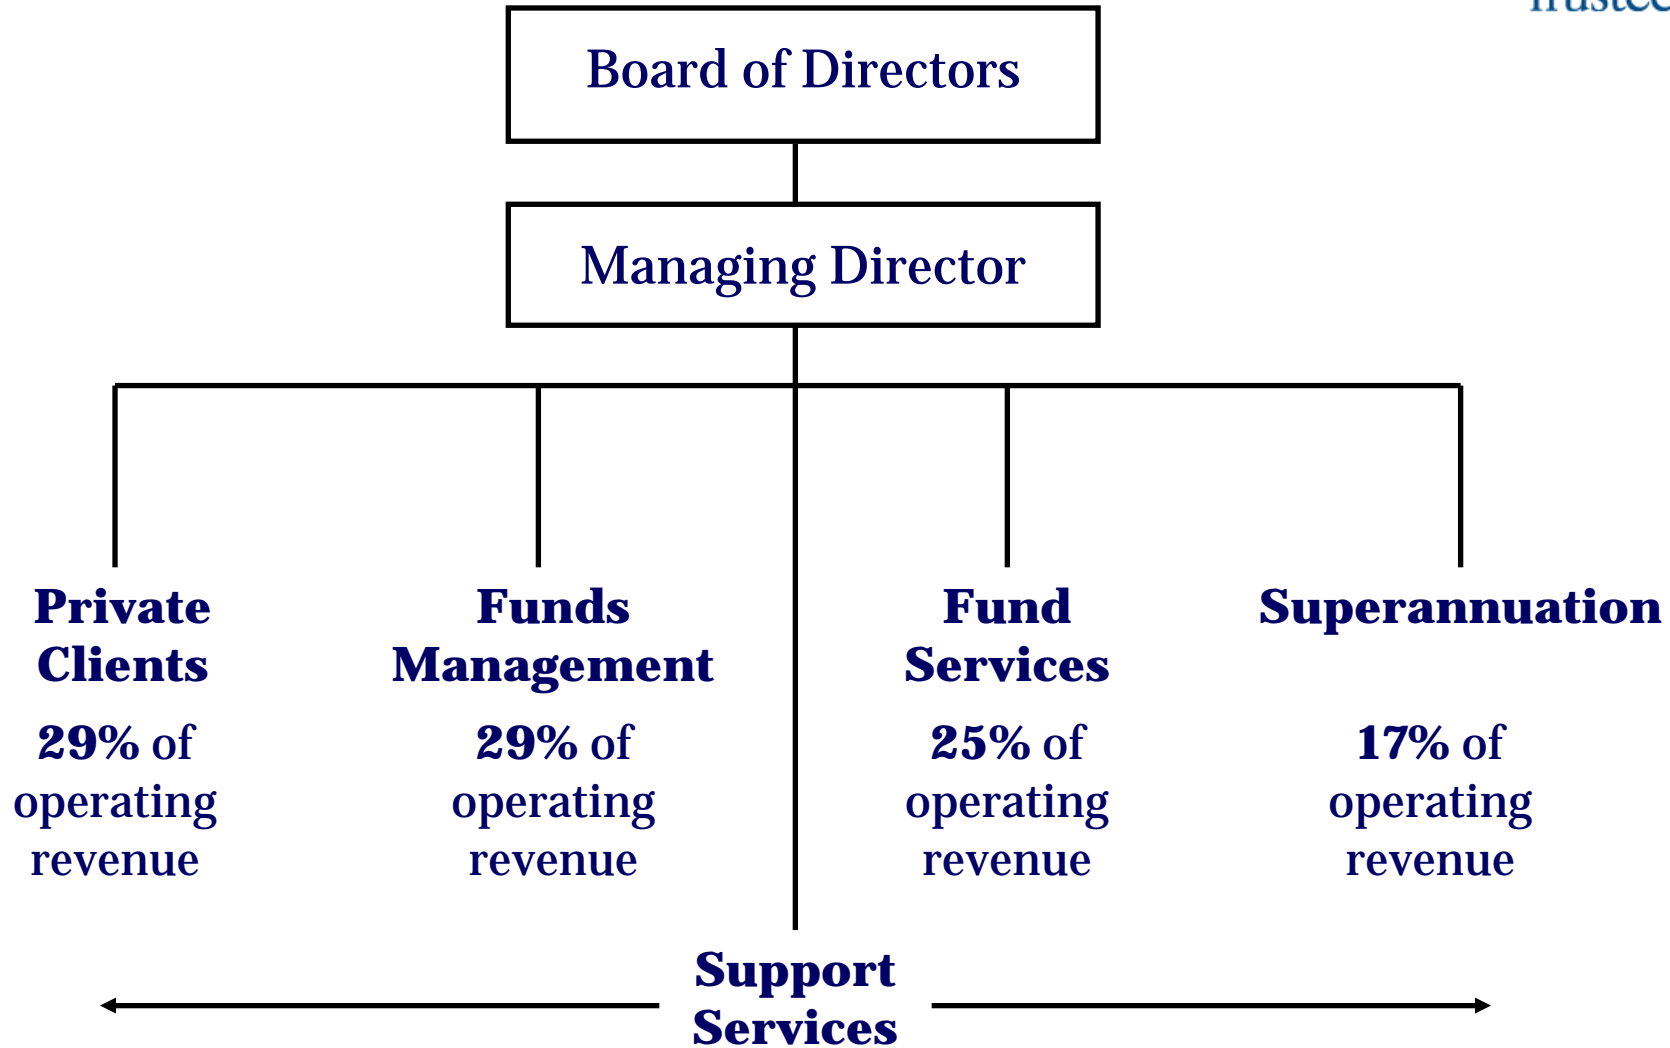 Board of Directors
Managing Director
Private
Clients
29% of
operating
revenue
Funds
Management
29% of
operating
revenue
Fund
Services
25% of
operating
revenue
Superannuation
17% of
operating
revenue
Support
Services